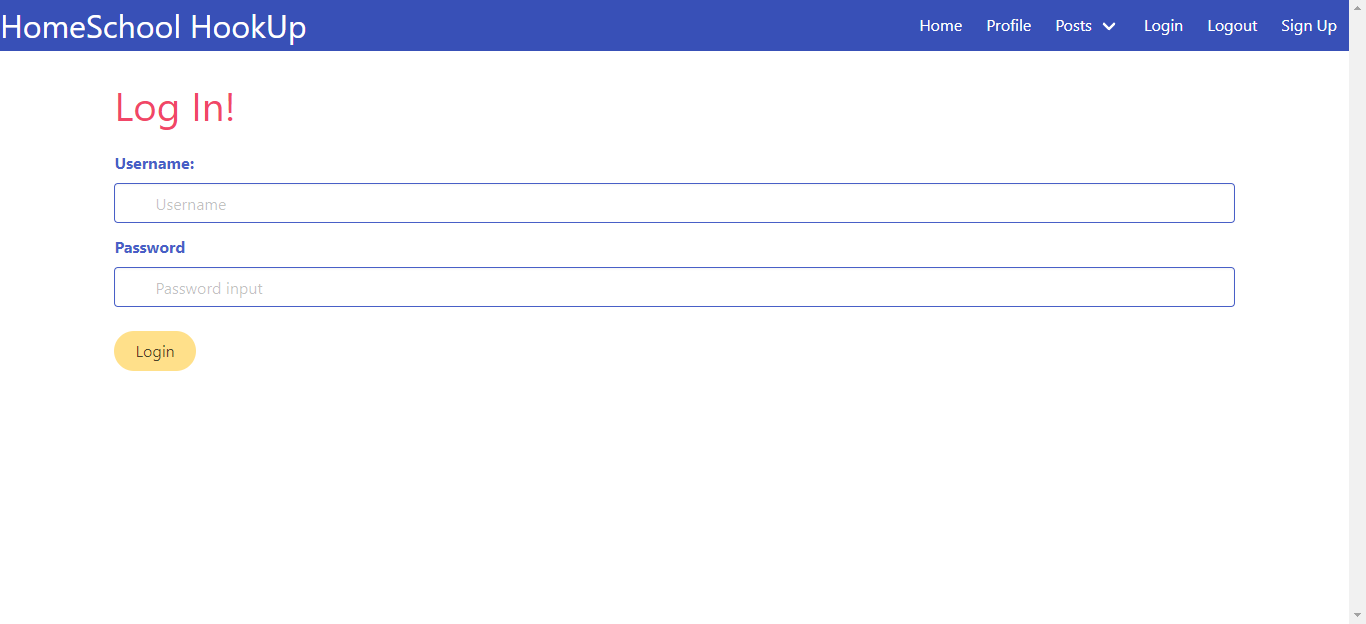 HomeSchool HookUp Home Profile Posts Login Logout Sign Up
Log In!
Username:
Username
Password
Password input
Login